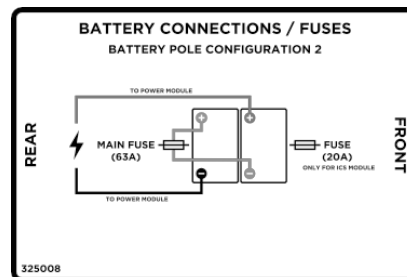 BATTERY CONNECTIONS / FUSES
BATTERY POLE CONFIGURATION 2
TO POWER MODULE
REAR
MAIN FUSE
(63A)
FUSE
(20A)
ONLY FOR ICS MODULE
FRONT
TO POWER MODULE
325008